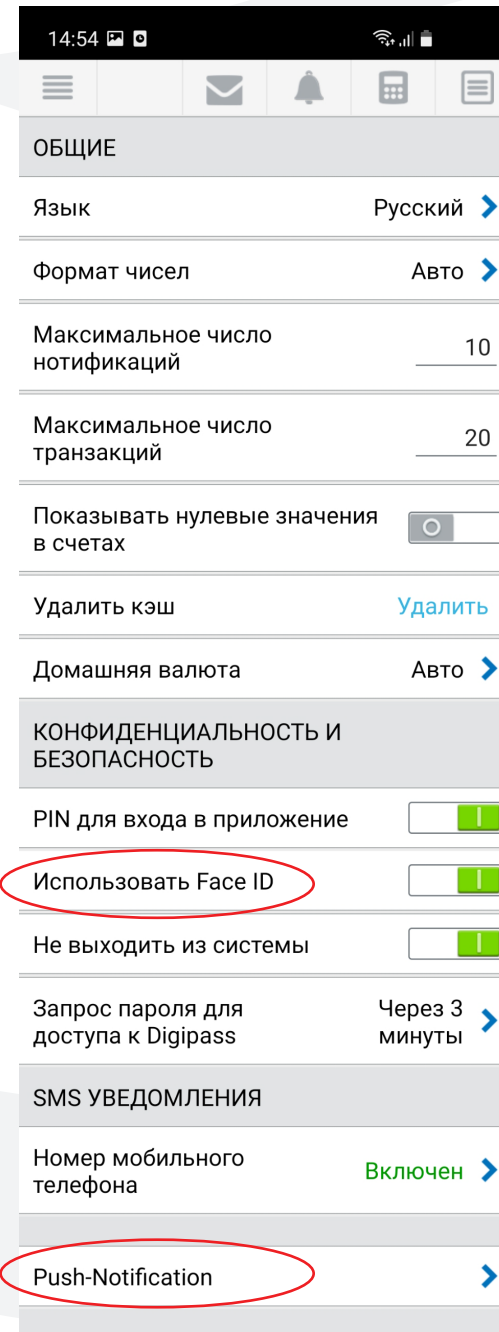 14:54
ОБЩИЕ
Язык Русский
Формат чисел Авто
Максимальное число
нотификаций 10
Максимальное число
транзакций 20
Показывать нулевые значения
в счетах
Удалить кэш Удалить
Домашняя валюта Авто
КОНФИДЕНЦИАЛЬНОСТЬ И
БЕЗОПАСНОСТЬ
PIN для входа в приложение
Использовать Face ID
Не выходить из системы
Запрос пароля для Через 3
доступа к Digipass минуты
SMS УВЕДОМЛЕНИЯ
Номер мобильного
телефона Включен
Push-Notification